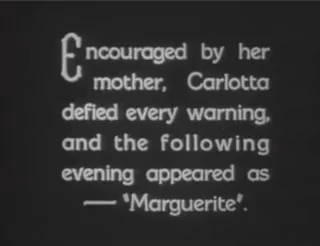 Encouraged by her
mother, Carlotta
defied every warning,
and the following
evening appeared as
— "Marguerite".